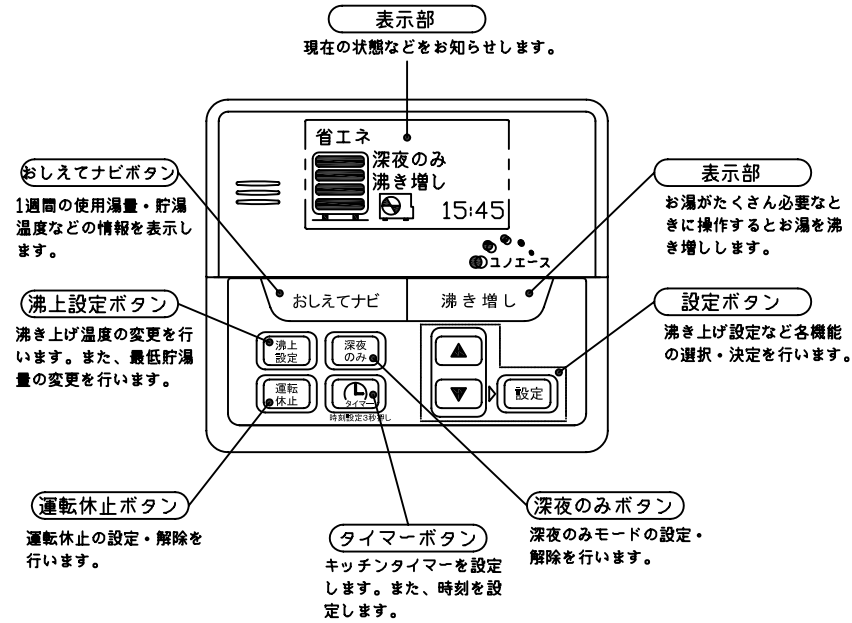 表示部
現在の状態などをお知らせします。
おしえてナビボタン
1週間の使用湯量・貯湯
温度などの情報を表示し
ます。
沸上設定ボタン
沸き上げ温度の変更を行
います。また、最低貯湯
量の変更を行います。
省エネ
深夜のみ
沸き増し
15:45
ユノエース
おしえてナビ
沸き増し
沸上
設定
深夜
のみ
運転
休止
タイマー
時刻設定3秒押し
▲
▼
設定
表示部
お湯がたくさん必要なと
きに操作するとお湯を沸
き増しします。
設定ボタン
沸き上げ設定など各機能
の選択・決定を行います。
運転休止ボタン
運転休止の設定・解除を
行います。
タイマーボタン
キッチンタイマーを設定
します。また、時刻を設
定します。
深夜のみボタン
深夜のみモードの設定・
解除を行います。